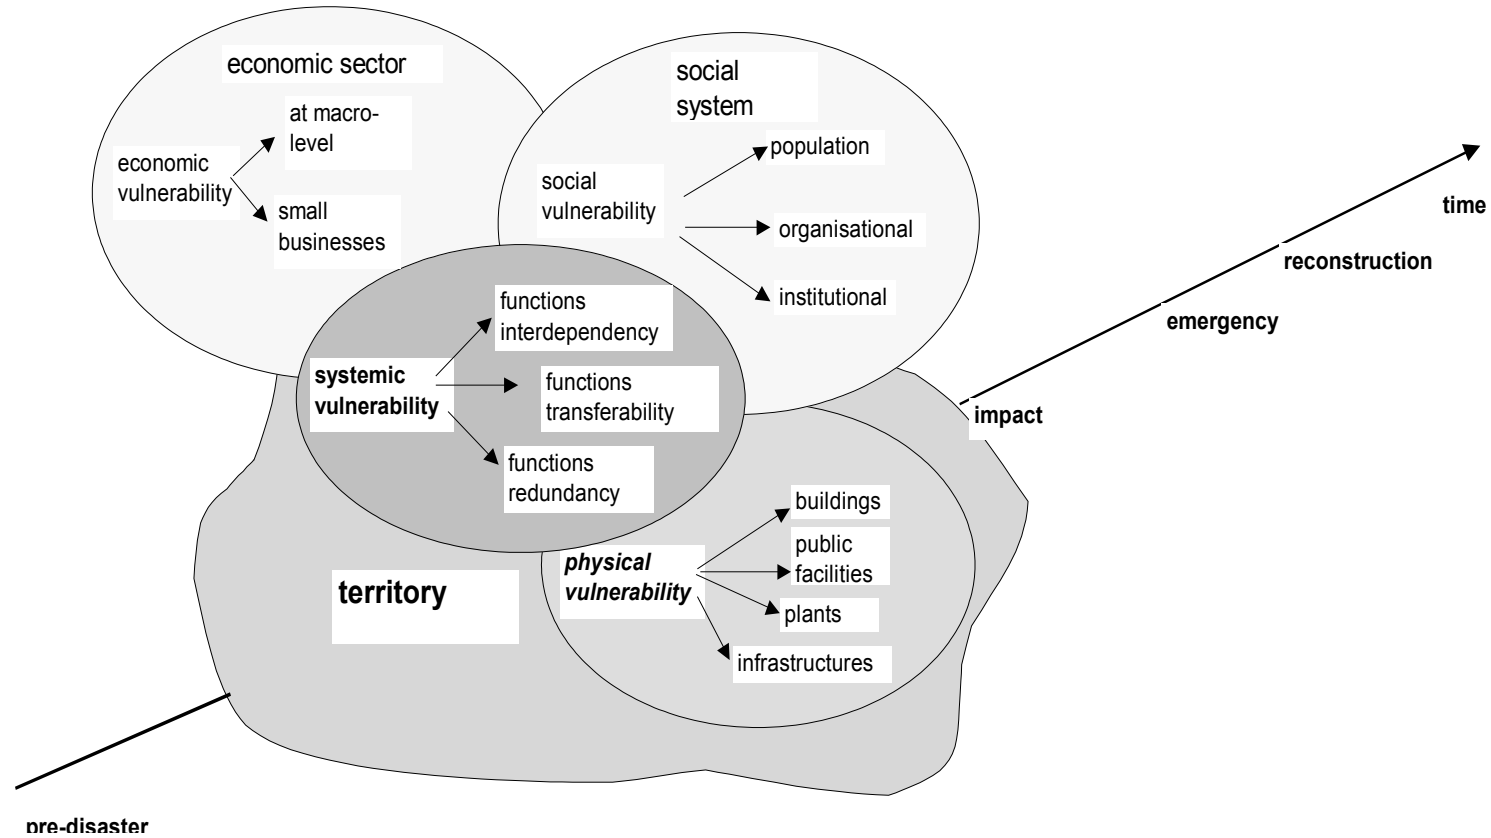 economic sector
at macro-
level
economic
vulnerability
small
businesses
social
system
population
social
vulnerability
organisational
institutional
functions
interdependency
systemic
vulnerability
functions
transferability
functions
redundancy
physical
vulnerability
buildings
public
facilities
plants
infrastructures
territory
time
reconstruction
emergency
impact
pre-disaster